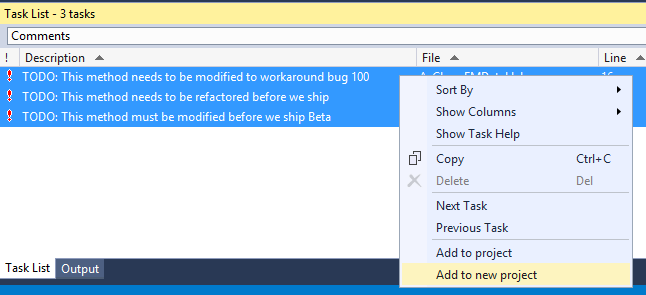 Task List - 3 tasks
Comments
! Description File Line
TODO: This method needs to be modified to workaround bug 100
TODO: This method needs to be refactored before we ship
TODO: This method must be modified before we ship Beta
Sort By
Show Columns
Show Task Help
Copy Ctrl+C
Delete Del
Next Task
Previous Task
Add to project
Add to new project
Task List Output